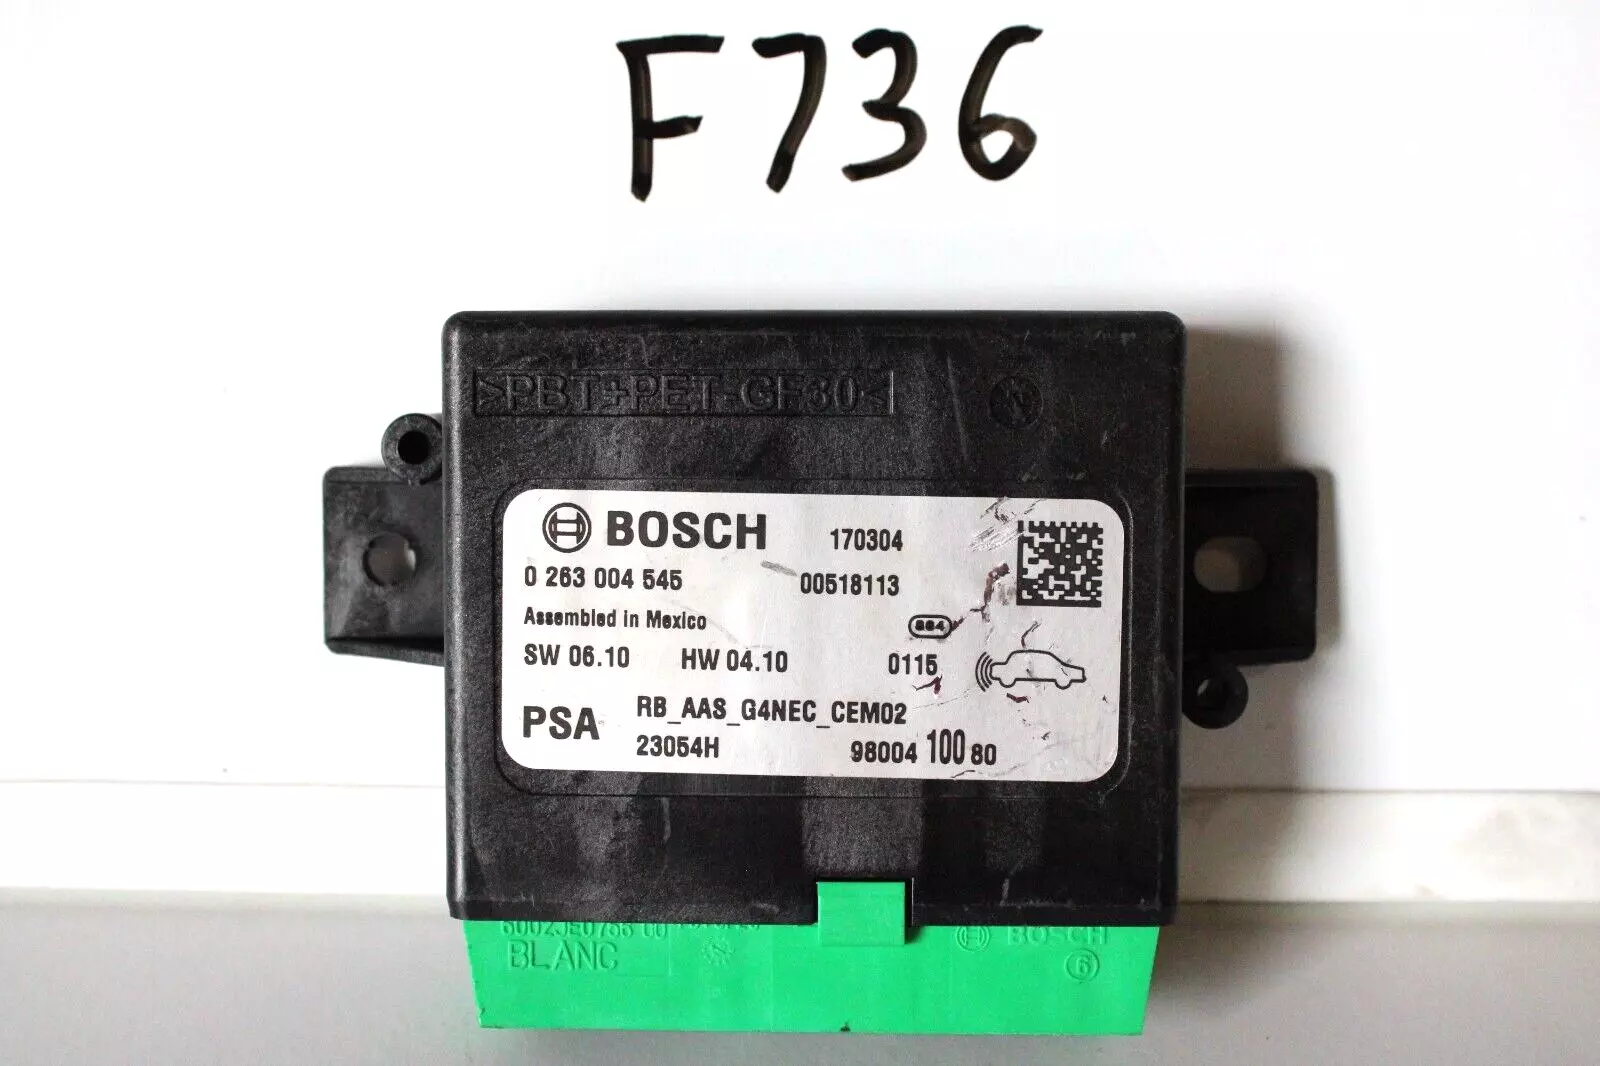 F736
>PBT+PET-GF30<
BOSCH 170304
0 263 004 545 00518113
Assembled in Mexico
SW 06.10 HW 04.10 0115
PSA RB_AAS_G4NEC_CEM02
23054H 98004 100 80
BOSCH
BLANC 6